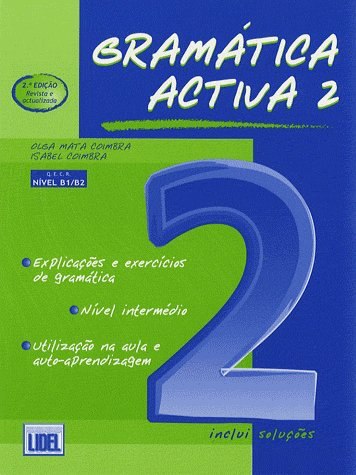 GRAMÁTICA
ACTIVA 2
2.ª EDIÇÃO
Revista e
actualizada
OLGA MATA COIMBRA
ISABEL COIMBRA
Q. E. C. R.
NÍVEL B1/B2
2
Explicações e exercícios
de gramática
Nível intermédio
Utilização na aula e
auto-aprendizagem
inclui soluções
LIDEL